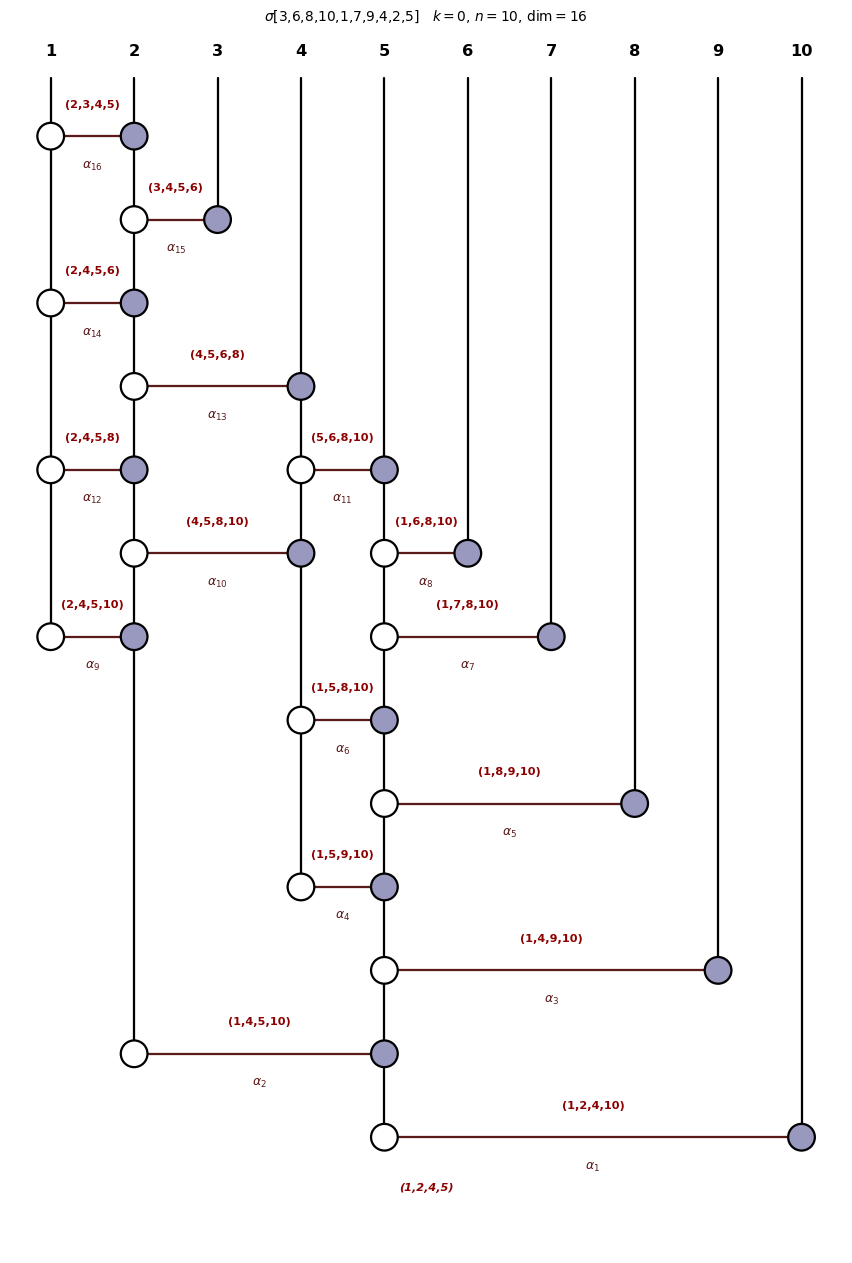 σ[3,6,8,10,1,7,9,4,2,5] k=0, n=10, dim=16
1 2 3 4 5 6 7 8 9 10
(2,3,4,5)
α16
(3,4,5,6)
α15
(2,4,5,6)
α14
(4,5,6,8)
α13
(2,4,5,8) (5,6,8,10)
α12 α11
(4,5,8,10) (1,6,8,10)
α10 α8
(2,4,5,10) (1,7,8,10)
α9 α7
(1,5,8,10)
α6
(1,8,9,10)
α5
(1,5,9,10)
α4
(1,4,9,10)
α3
(1,4,5,10)
α2
(1,2,4,10)
α1
(1,2,4,5)